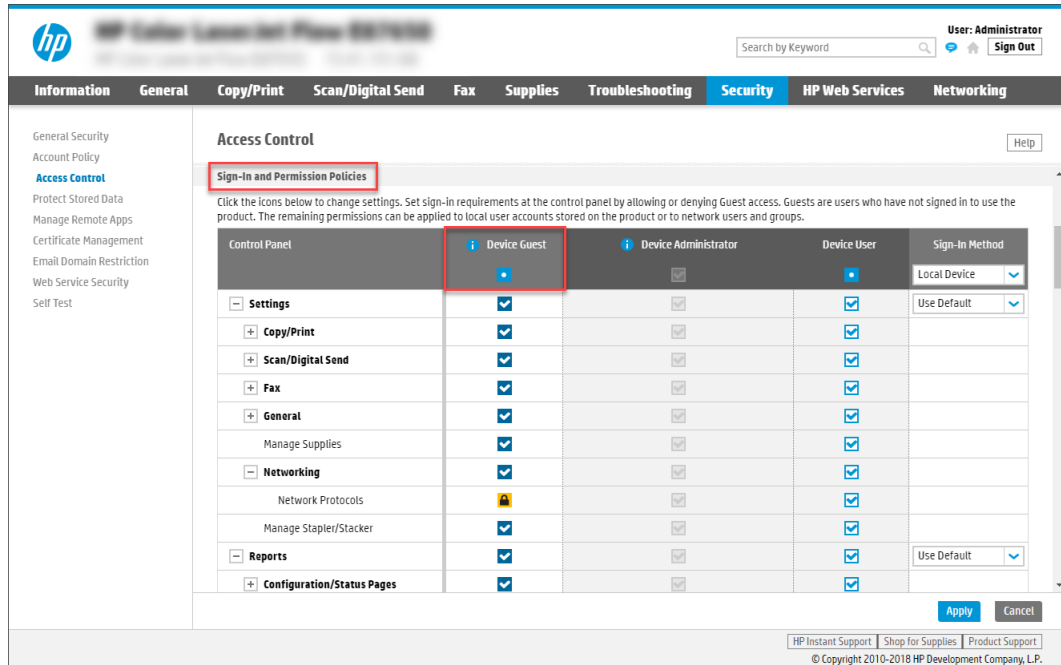 hp
User: Administrator
Search by Keyword
Sign Out
Information General Copy/Print Scan/Digital Send Fax Supplies Troubleshooting Security HP Web Services Networking
General Security
Account Policy
Access Control
Protect Stored Data
Manage Remote Apps
Certificate Management
Email Domain Restriction
Web Service Security
Self Test
Access Control
Help
Sign-In and Permission Policies
Click the icons below to change settings. Set sign-in requirements at the control panel by allowing or denying Guest access. Guests are users who have not signed in to use the
product. The remaining permissions can be applied to local user accounts stored on the product or to network users and groups.
Control Panel Device Guest Device Administrator Device User Sign-In Method
Local Device
Settings Use Default
Copy/Print
Scan/Digital Send
Fax
General
Manage Supplies
Networking
Network Protocols
Manage Stapler/Stacker
Reports Use Default
Configuration/Status Pages
Apply Cancel
HP Instant Support Shop for Supplies Product Support
© Copyright 2010-2018 HP Development Company, L.P.